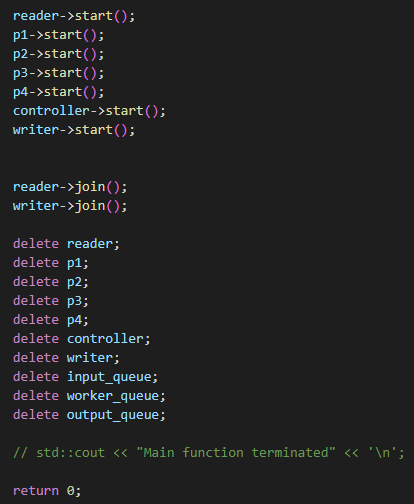 reader->start();
p1->start();
p2->start();
p3->start();
p4->start();
controller->start();
writer->start();
reader->join();
writer->join();
delete reader;
delete p1;
delete p2;
delete p3;
delete p4;
delete controller;
delete writer;
delete input_queue;
delete worker_queue;
delete output_queue;
// std::cout << "Main function terminated" << '\n';
return 0;